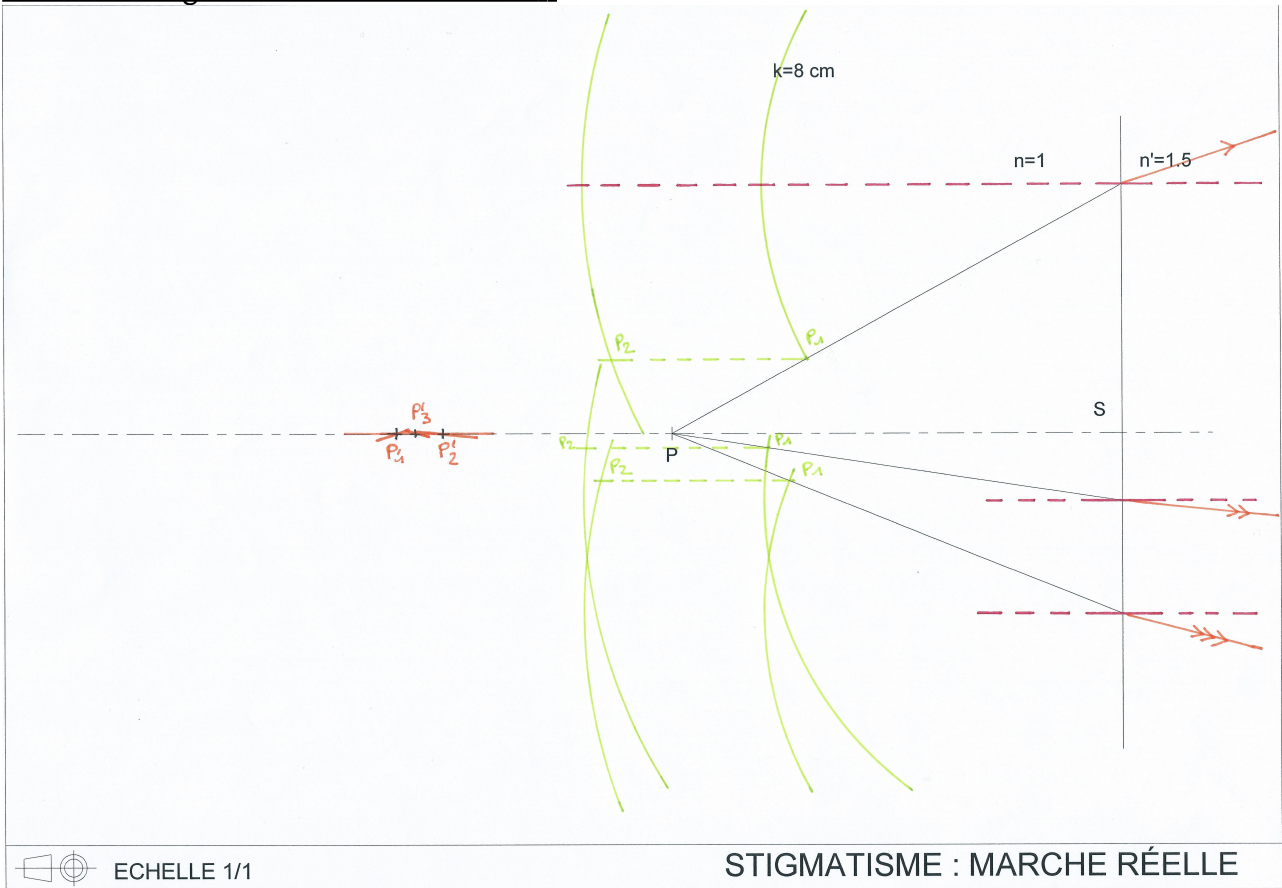 k=8 cm
n=1 n'=1.5
P₂ P₁
S
P'₃
P'₁ P'₂
P₂ P₁
P
P₂ P₁
ECHELLE 1/1
STIGMATISME : MARCHE RÉELLE